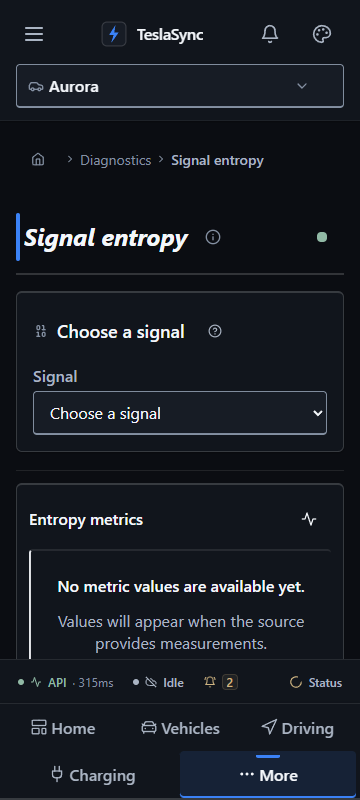 TeslaSync
Aurora
Diagnostics
Signal entropy
Signal entropy
Choose a signal
Signal
Choose a signal
Entropy metrics
No metric values are available yet.
Values will appear when the source
provides measurements.
API · 315ms
Idle
2
Status
Home
Vehicles
Driving
Charging
More